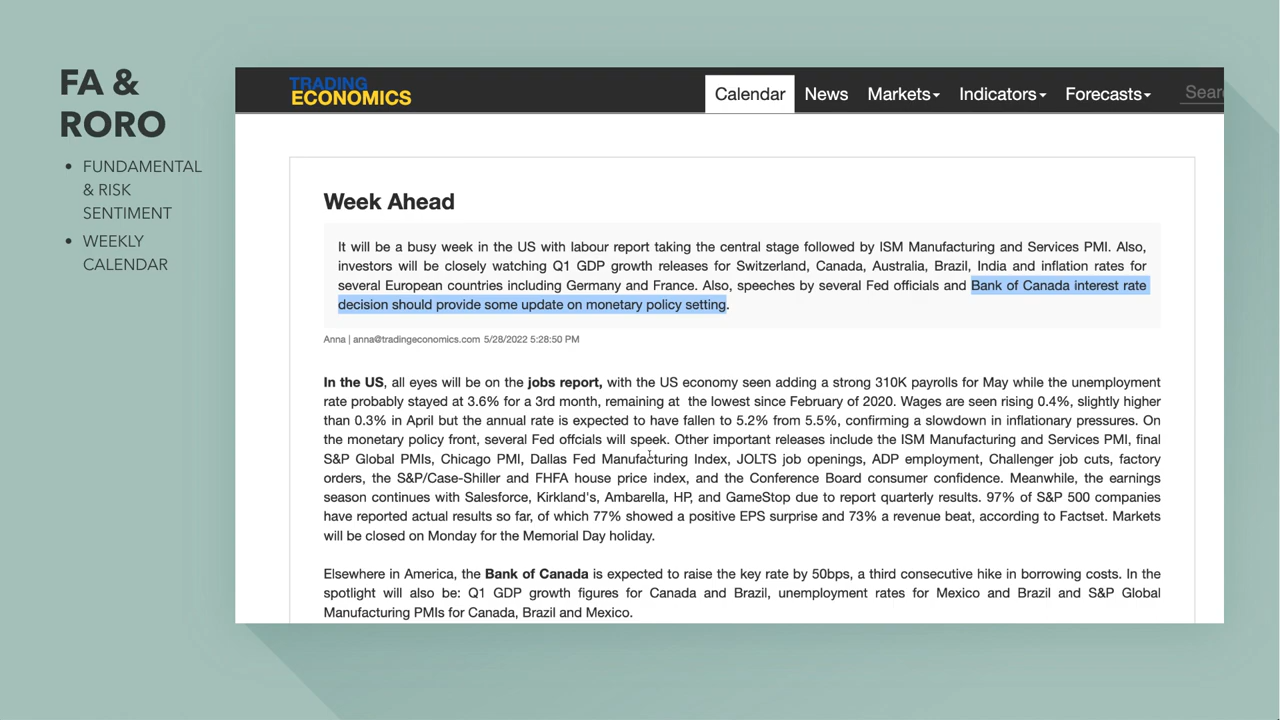 FA &
RORO
• FUNDAMENTAL
& RISK
SENTIMENT
• WEEKLY
CALENDAR
TRADING
ECONOMICS
Calendar News Markets Indicators Forecasts
Week Ahead
It will be a busy week in the US with labour report taking the central stage followed by ISM Manufacturing and Services PMI. Also,
investors will be closely watching Q1 GDP growth releases for Switzerland, Canada, Australia, Brazil, India and inflation rates for
several European countries including Germany and France. Also, speeches by several Fed officials and Bank of Canada interest rate
decision should provide some update on monetary policy setting.
Anna | anna@tradingeconomics.com 5/28/2022 5:28:50 PM
In the US, all eyes will be on the jobs report, with the US economy seen adding a strong 310K payrolls for May while the unemployment
rate probably stayed at 3.6% for a 3rd month, remaining at the lowest since February of 2020. Wages are seen rising 0.4%, slightly higher
than 0.3% in April but the annual rate is expected to have fallen to 5.2% from 5.5%, confirming a slowdown in inflationary pressures. On
the monetary policy front, several Fed offcials will speek. Other important releases include the ISM Manufacturing and Services PMI, final
S&P Global PMIs, Chicago PMI, Dallas Fed Manufacturing Index, JOLTS job openings, ADP employment, Challenger job cuts, factory
orders, the S&P/Case-Shiller and FHFA house price index, and the Conference Board consumer confidence. Meanwhile, the earnings
season continues with Salesforce, Kirkland's, Ambarella, HP, and GameStop due to report quarterly results. 97% of S&P 500 companies
have reported actual results so far, of which 77% showed a positive EPS surprise and 73% a revenue beat, according to Factset. Markets
will be closed on Monday for the Memorial Day holiday.
Elsewhere in America, the Bank of Canada is expected to raise the key rate by 50bps, a third consecutive hike in borrowing costs. In the
spotlight will also be: Q1 GDP growth figures for Canada and Brazil, unemployment rates for Mexico and Brazil and S&P Global
Manufacturing PMIs for Canada, Brazil and Mexico.